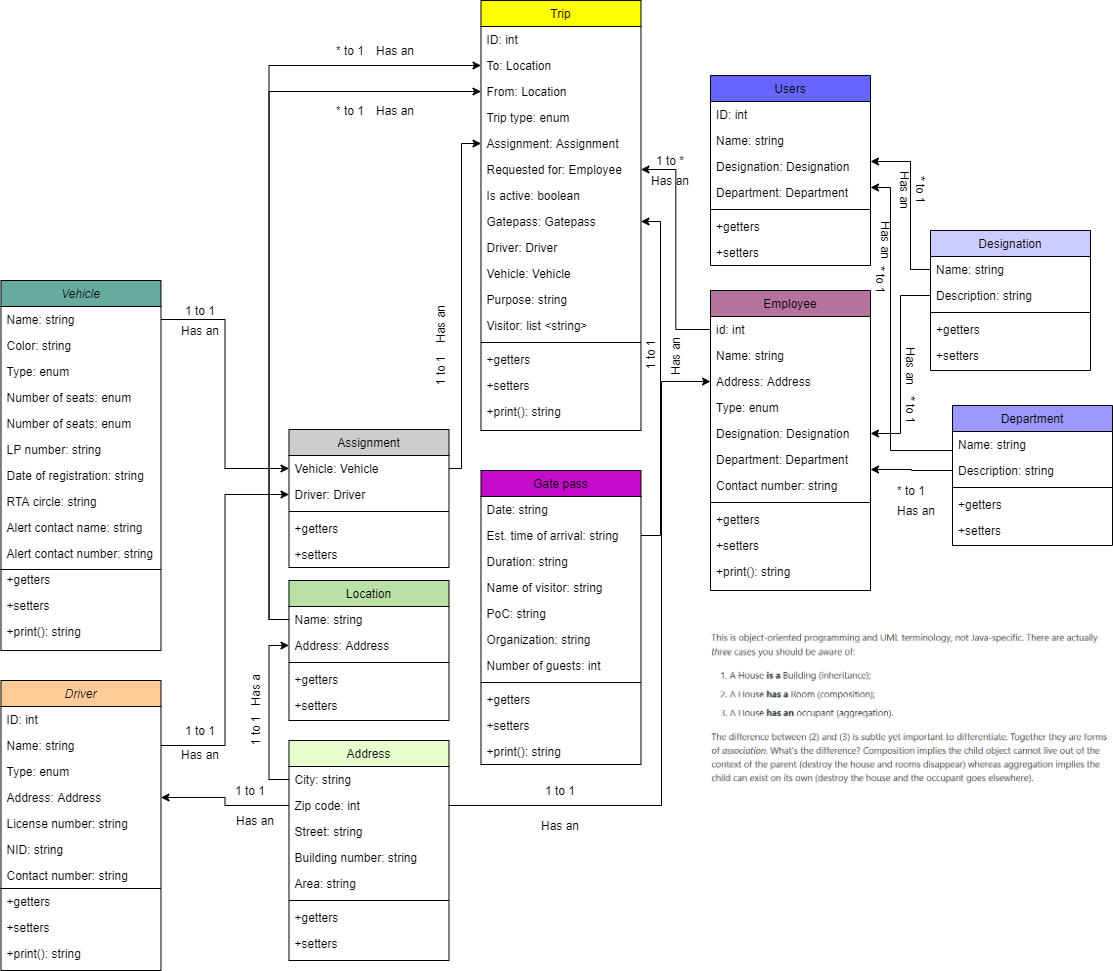 Trip
ID: int
To: Location
From: Location
Trip type: enum
Assignment: Assignment
Requested for: Employee
Is active: boolean
Gatepass: Gatepass
Driver: Driver
Vehicle: Vehicle
Purpose: string
Visitor: list <string>
+getters
+setters
+print(): string
* to 1 Has an
* to 1 Has an
1 to *
Has an
Users
ID: int
Name: string
Designation: Designation
Department: Department
+getters
+setters
Has an
* to 1
Has an * to 1
Designation
Name: string
Description: string
+getters
+setters
Vehicle
Name: string
Color: string
Type: enum
Number of seats: enum
Number of seats: enum
LP number: string
Date of registration: string
RTA circle: string
Alert contact name: string
Alert contact number: string
+getters
+setters
+print(): string
1 to 1
Has an
1 to 1 Has an
1 to 1
Has an
Employee
id: int
Name: string
Address: Address
Type: enum
Designation: Designation
Department: Department
Contact number: string
+getters
+setters
+print(): string
Has an * to 1
Department
Name: string
Description: string
+getters
+setters
* to 1
Has an
Assignment
Vehicle: Vehicle
Driver: Driver
+getters
+setters
Gate pass
Date: string
Est. time of arrival: string
Duration: string
Name of visitor: string
PoC: string
Organization: string
Number of guests: int
+getters
+setters
+print(): string
Location
Name: string
Address: Address
+getters
+setters
1 to 1 Has a
Driver
ID: int
Name: string
Type: enum
Address: Address
License number: string
NID: string
Contact number: string
+getters
+setters
+print(): string
1 to 1
Has an
1 to 1
Has an
Address
City: string
Zip code: int
Street: string
Building number: string
Area: string
+getters
+setters
1 to 1
Has an
This is object-oriented programming and UML terminology, not Java-specific. There are actually
three cases you should be aware of:
1. A House is a Building (inheritance);
2. A House has a Room (composition);
3. A House has an occupant (aggregation).
The difference between (2) and (3) is subtle yet important to differentiate. Together they are forms
of association. What's the difference? Composition implies the child object cannot live out of the
context of the parent (destroy the house and rooms disappear) whereas aggregation implies the
child can exist on its own (destroy the house and the occupant goes elsewhere).